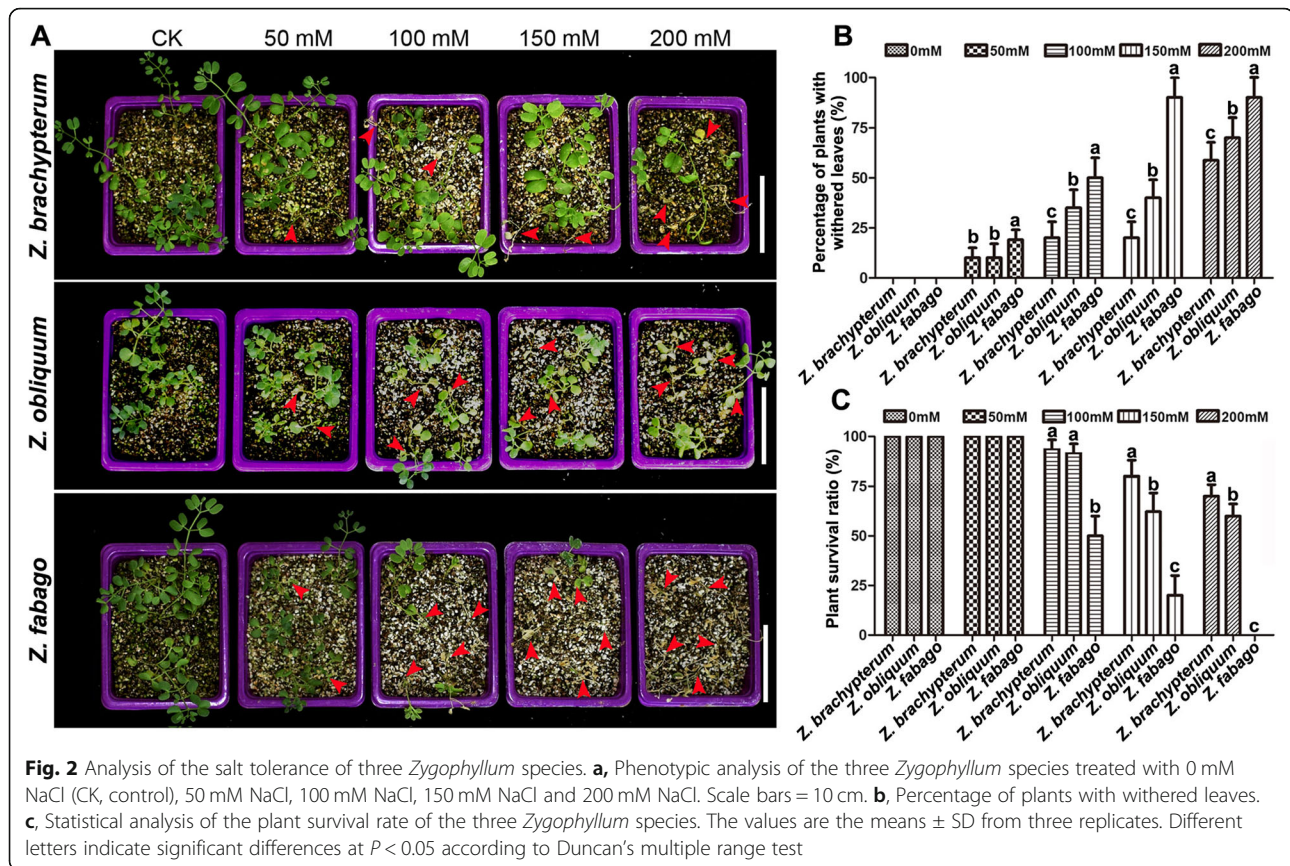 A
CK 50 mM 100 mM 150 mM 200 mM
Z. brachypterum
Z. obliquum
Z. fabago
B
0mM 50mM 100mM 150mM 200mM
Percentage of plants with
withered leaves (%)
100
75
50
25
0
b b a c b a c b a c b a
Z. brachypterum
Z. obliquum
Z. fabago
Z. brachypterum
Z. obliquum
Z. fabago
Z. brachypterum
Z. obliquum
Z. fabago
Z. brachypterum
Z. obliquum
Z. fabago
Z. brachypterum
Z. obliquum
Z. fabago
C
0mM 50mM 100mM 150mM 200mM
Plant survival ratio (%)
100
75
50
25
0
a a b a b c a b c
Z. brachypterum
Z. obliquum
Z. fabago
Z. brachypterum
Z. obliquum
Z. fabago
Z. brachypterum
Z. obliquum
Z. fabago
Z. brachypterum
Z. obliquum
Z. fabago
Z. brachypterum
Z. obliquum
Z. fabago
Fig. 2 Analysis of the salt tolerance of three Zygophyllum species. a, Phenotypic analysis of the three Zygophyllum species treated with 0 mM
NaCl (CK, control), 50 mM NaCl, 100 mM NaCl, 150 mM NaCl and 200 mM NaCl. Scale bars = 10 cm. b, Percentage of plants with withered leaves.
c, Statistical analysis of the plant survival rate of the three Zygophyllum species. The values are the means ± SD from three replicates. Different
letters indicate significant differences at P < 0.05 according to Duncan's multiple range test